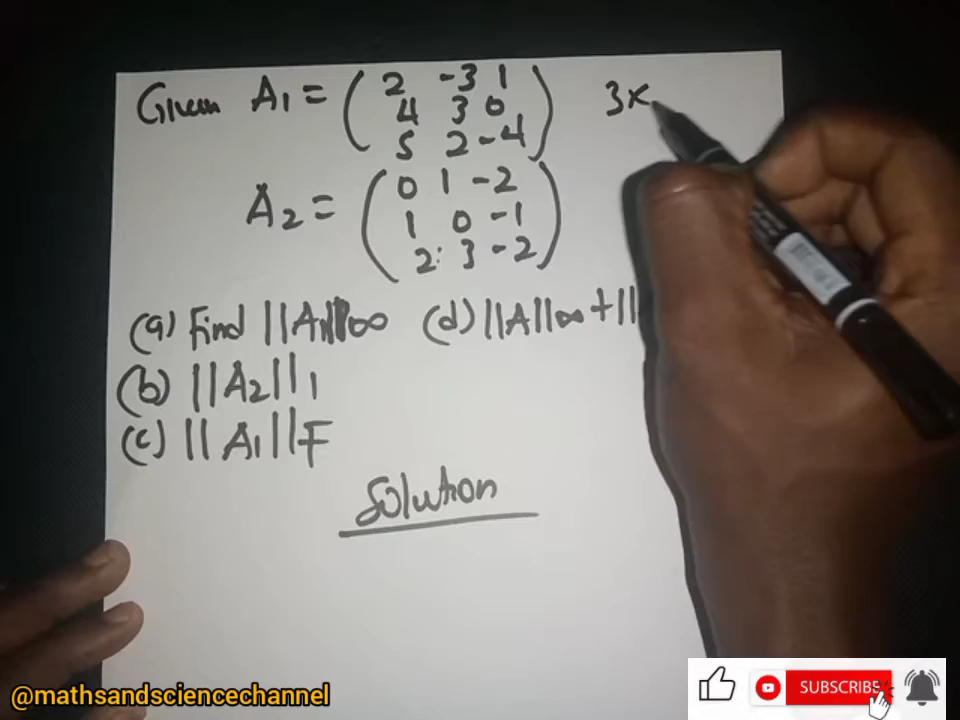 Given A1 = ( 2 -3 1
4 3 0
5 2 -4 )
3x
A2 = ( 0 1 -2
1 0 -1
2 3 -2 )
(a) Find ||A1||∞ (d) ||A||∞ + ||
(b) ||A2||1
(c) ||A1||F
Solution
@mathsandsciencechannel
SUBSCRIBE